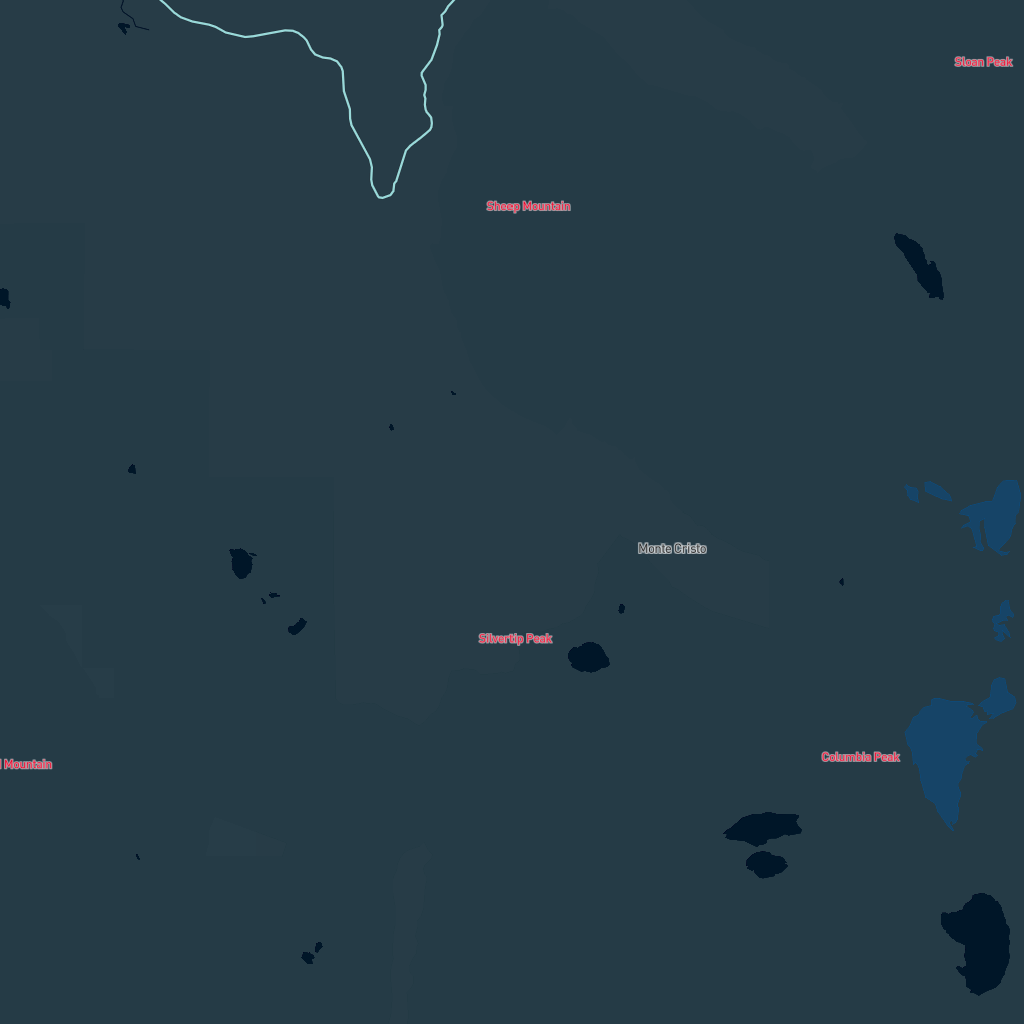 Sloan Peak
Sheep Mountain
Monte Cristo
Silvertip Peak
Columbia Peak
Mountain